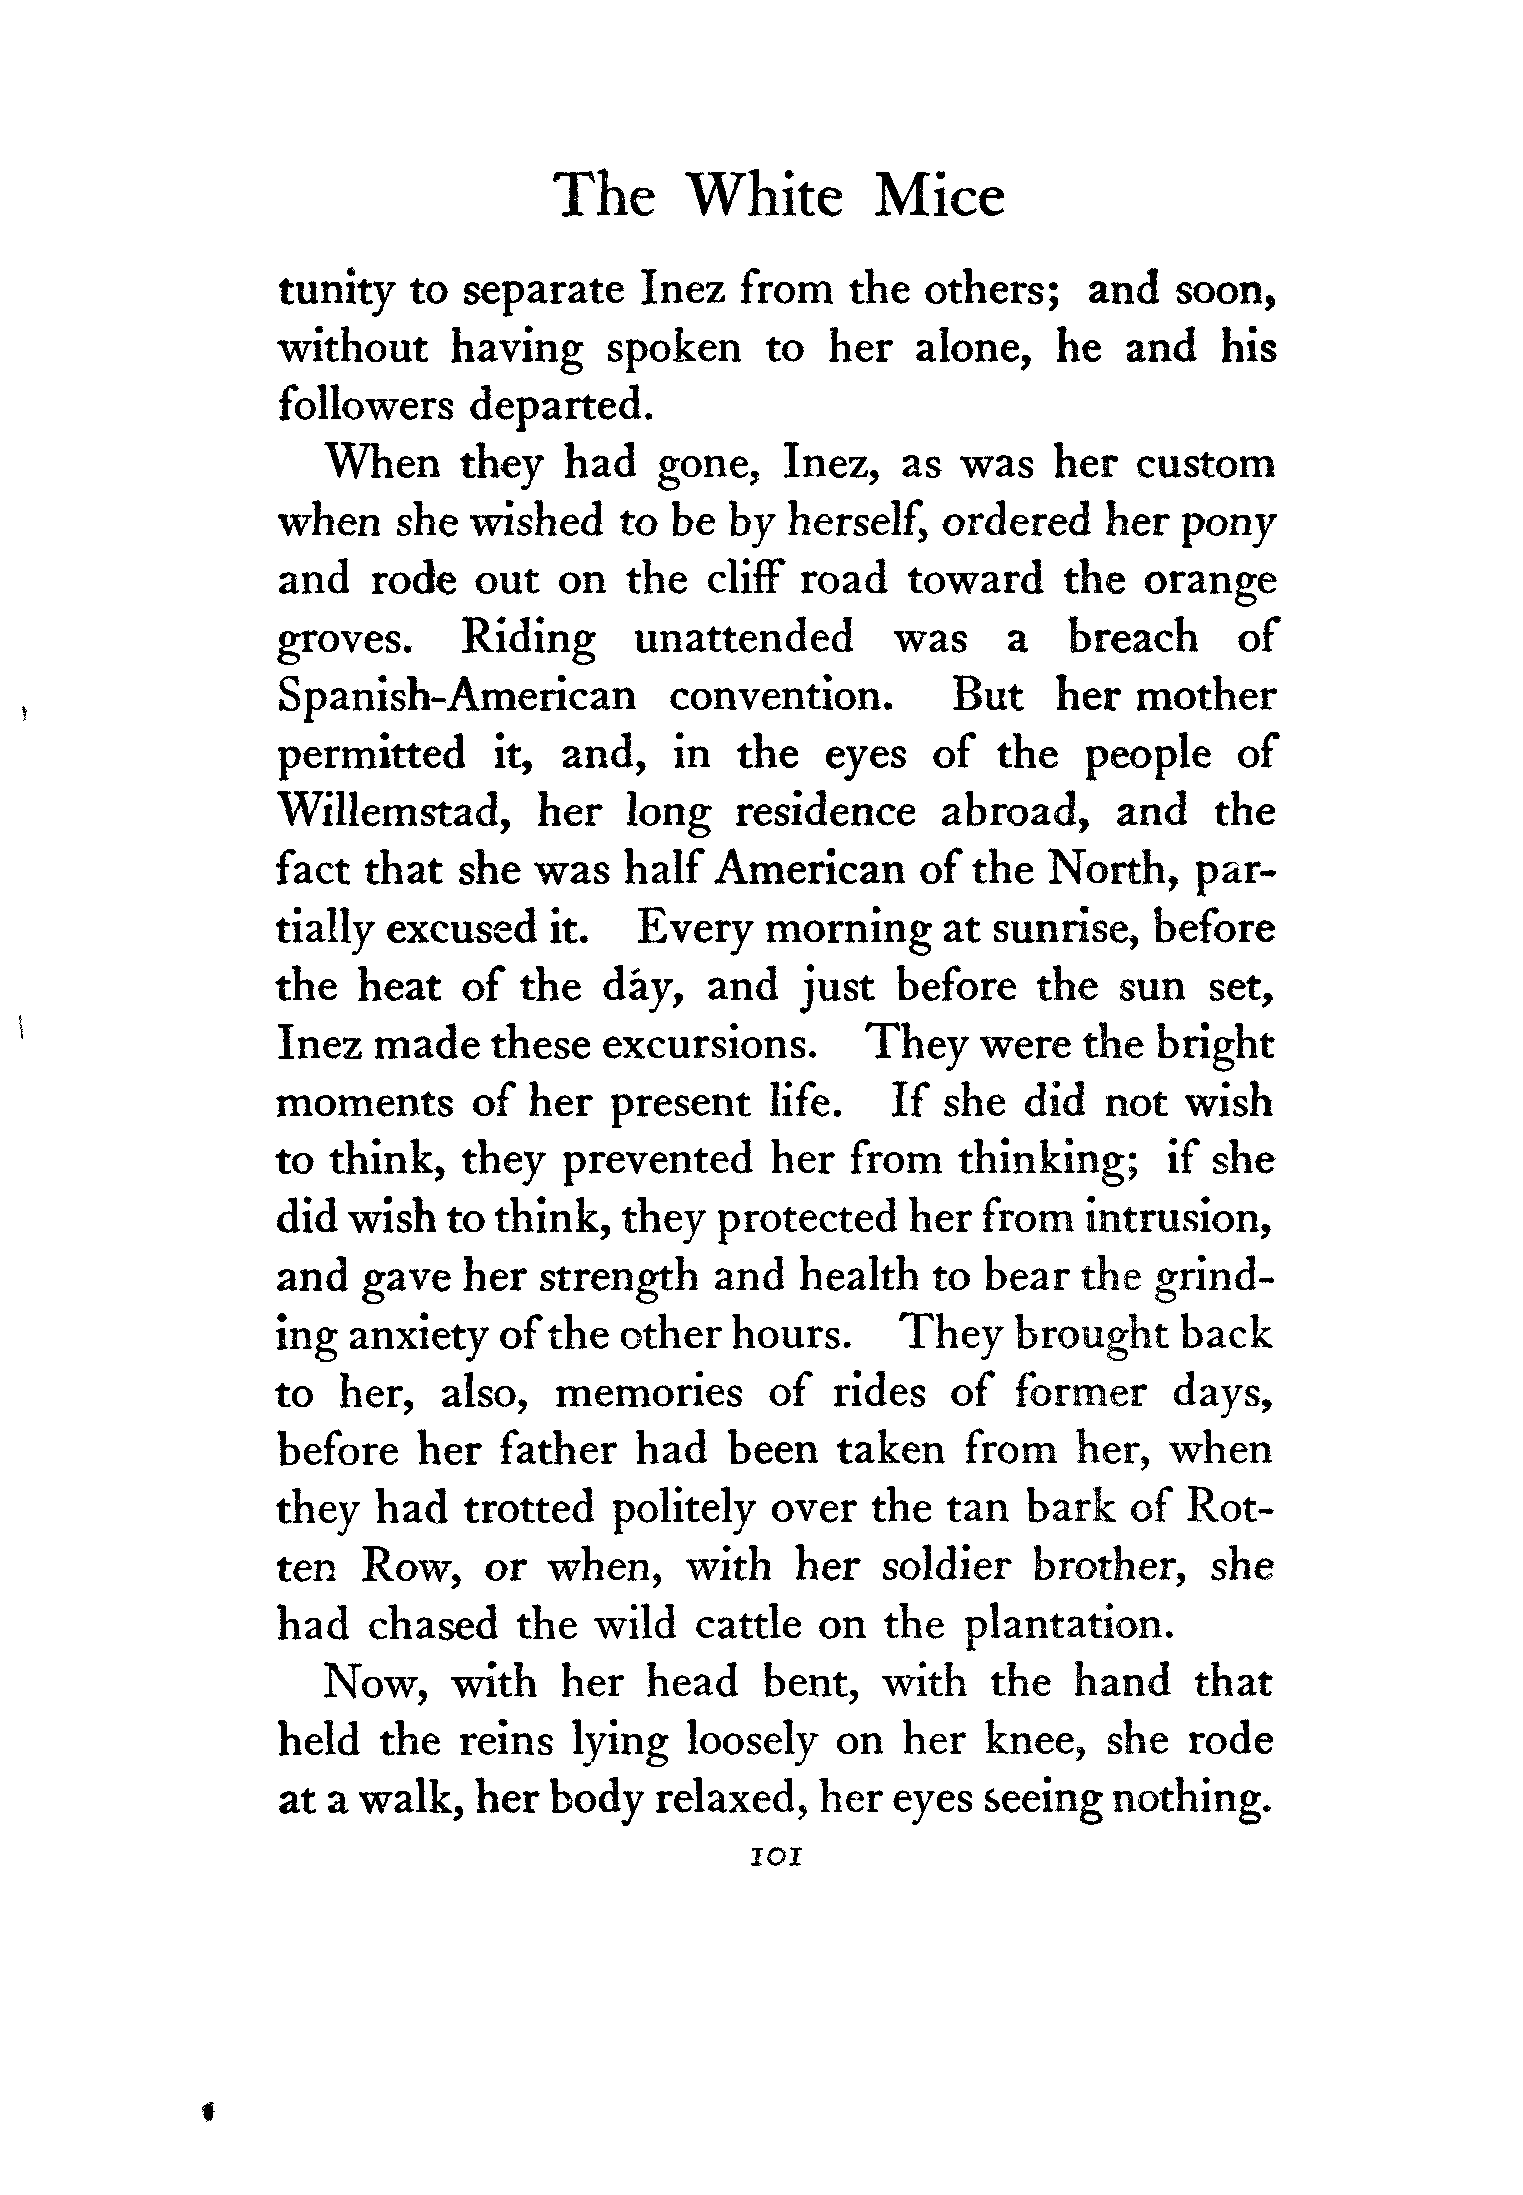 The White Mice
tunity to separate Inez from the others; and soon,
without having spoken to her alone, he and his
followers departed.
When they had gone, Inez, as was her custom
when she wished to be by herself, ordered her pony
and rode out on the cliff road toward the orange
groves. Riding unattended was a breach of
Spanish-American convention. But her mother
permitted it, and, in the eyes of the people of
Willemstad, her long residence abroad, and the
fact that she was half American of the North, par-
tially excused it. Every morning at sunrise, before
the heat of the day, and just before the sun set,
Inez made these excursions. They were the bright
moments of her present life. If she did not wish
to think, they prevented her from thinking; if she
did wish to think, they protected her from intrusion,
and gave her strength and health to bear the grind-
ing anxiety of the other hours. They brought back
to her, also, memories of rides of former days,
before her father had been taken from her, when
they had trotted politely over the tan bark of Rot-
ten Row, or when, with her soldier brother, she
had chased the wild cattle on the plantation.
Now, with her head bent, with the hand that
held the reins lying loosely on her knee, she rode
at a walk, her body relaxed, her eyes seeing nothing.
101